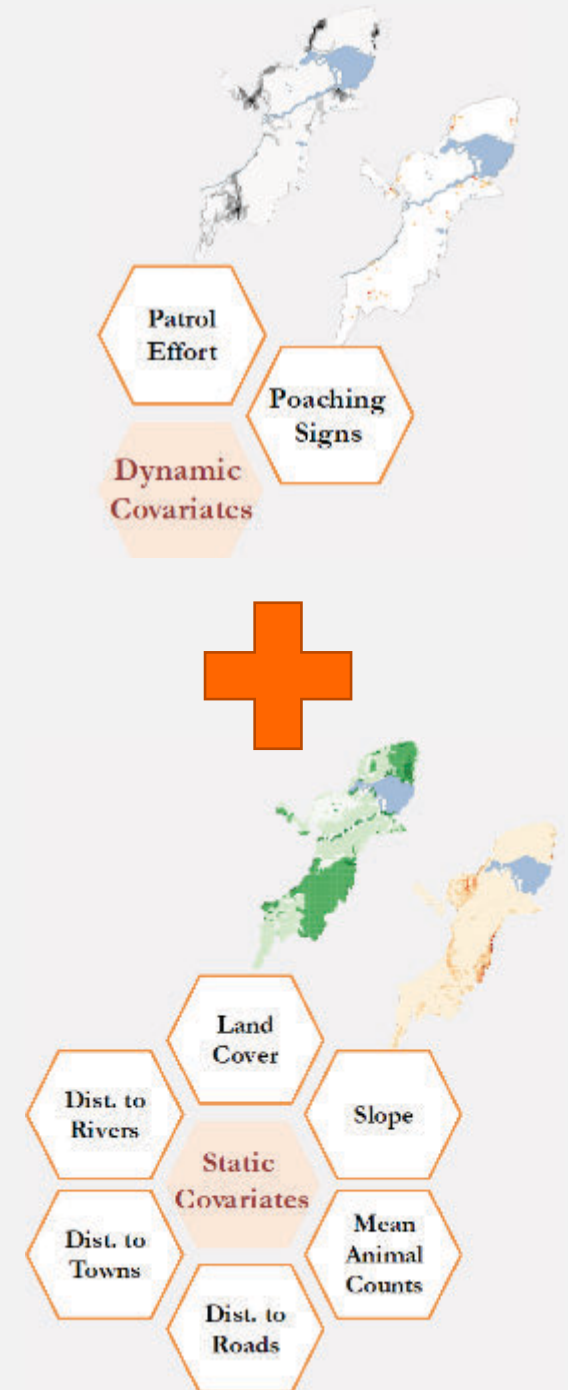 Patrol
Effort
Poaching
Signs
Dynamic
Covariates
Land
Cover
Dist. to
Rivers
Slope
Static
Covariates
Dist. to
Towns
Mean
Animal
Counts
Dist. to
Roads